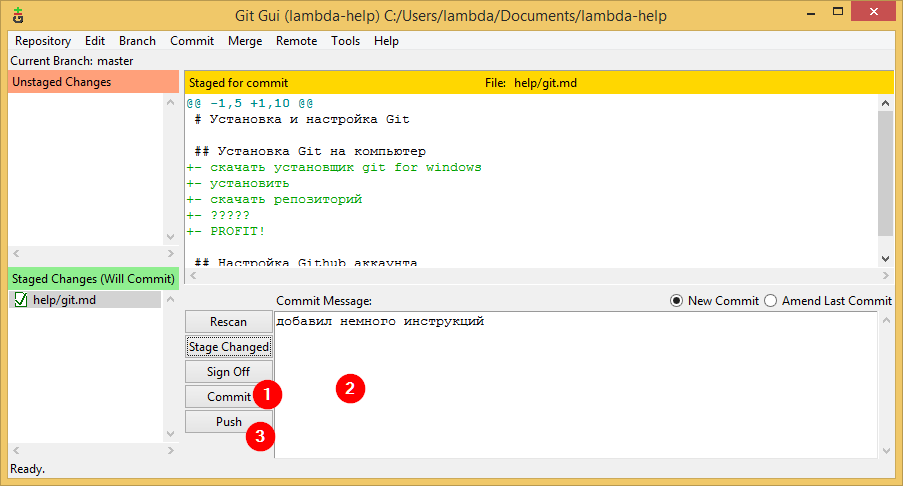 Git Gui (lambda-help) C:/Users/lambda/Documents/lambda-help
Repository Edit Branch Commit Merge Remote Tools Help
Current Branch: master
Unstaged Changes
Staged for commit File: help/git.md
@@ -1,5 +1,10 @@
# Установка и настройка Git
## Установка Git на компьютер
+- скачать установщик git for windows
+- установить
+- скачать репозиторий
+- ?????
+- PROFIT!
## Настройка Github аккаунта
Staged Changes (Will Commit)
help/git.md
Commit Message: New Commit Amend Last Commit
Rescan
Stage Changed
Sign Off
Commit
Push
добавил немного инструкций
1
2
3
Ready.